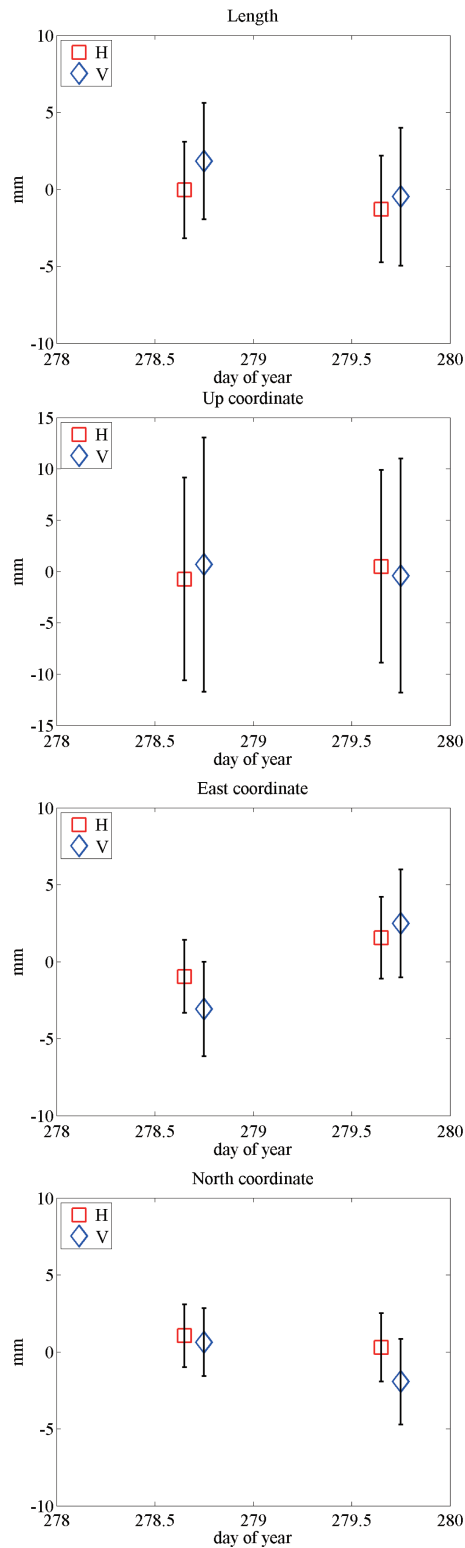 Length
10
H
V
5
mm
0
-5
-10
278 278.5 279 279.5 280
day of year
Up coordinate
15
H
V
10
5
mm
0
-5
-10
-15
278 278.5 279 279.5 280
day of year
East coordinate
10
H
V
5
mm
0
-5
-10
278 278.5 279 279.5 280
day of year
North coordinate
10
H
V
5
mm
0
-5
-10
278 278.5 279 279.5 280
day of year